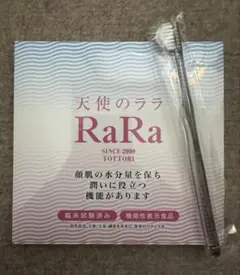 天使のララ
RaRa
SINCE-2000
TOTTORI
顔肌の水分量を保ち
潤いに役立つ
機能があります
臨床試験済み
機能性表示食品